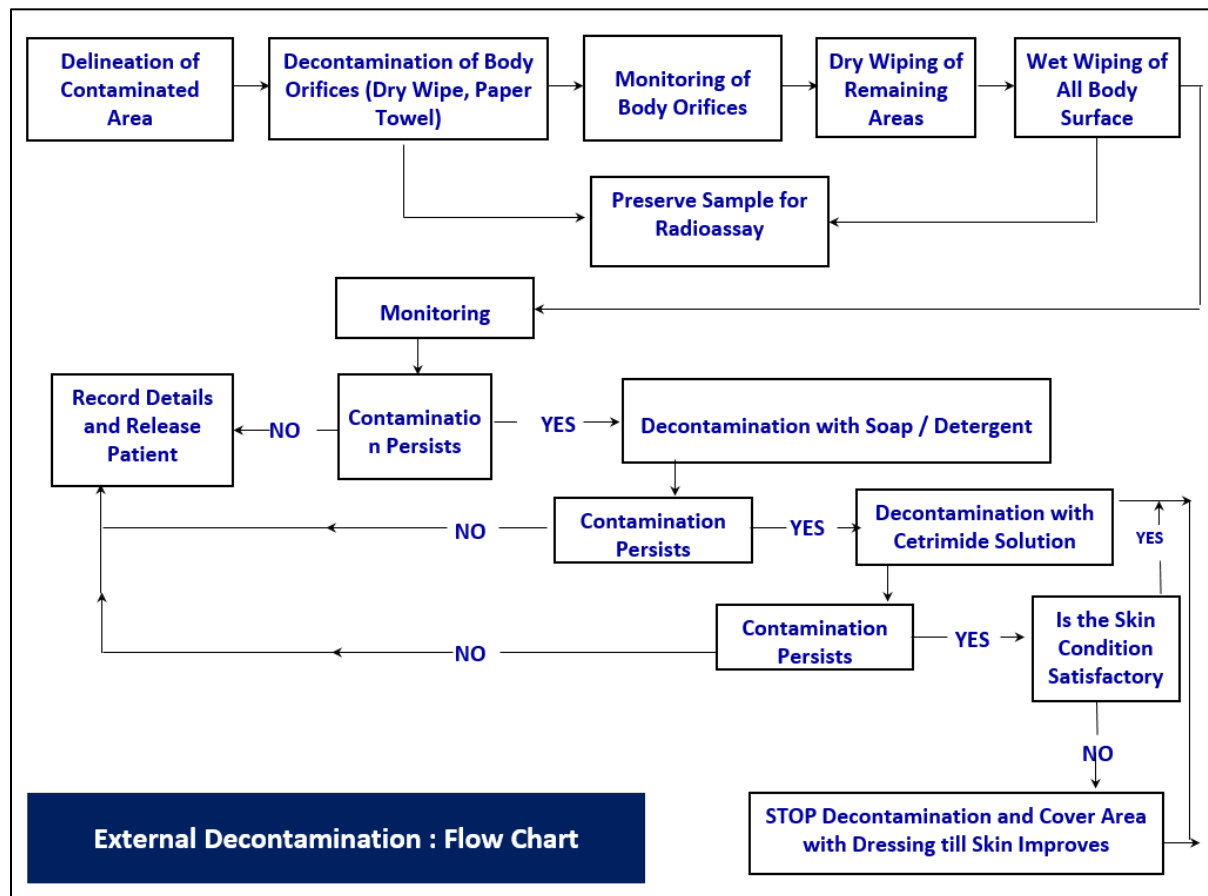 Delineation of
Contaminated
Area
Decontamination of Body
Orifices (Dry Wipe, Paper
Towel)
Monitoring of
Body Orifices
Dry Wiping of
Remaining
Areas
Wet Wiping of
All Body
Surface
Preserve Sample for
Radioassay
Monitoring
Record Details
and Release
Patient
NO
Contaminatio
n Persists
YES
Decontamination with Soap / Detergent
NO
Contamination
Persists
YES
Decontamination with
Cetrimide Solution
YES
NO
Contamination
Persists
YES
Is the Skin
Condition
Satisfactory
NO
STOP Decontamination and Cover Area
with Dressing till Skin Improves
External Decontamination : Flow Chart